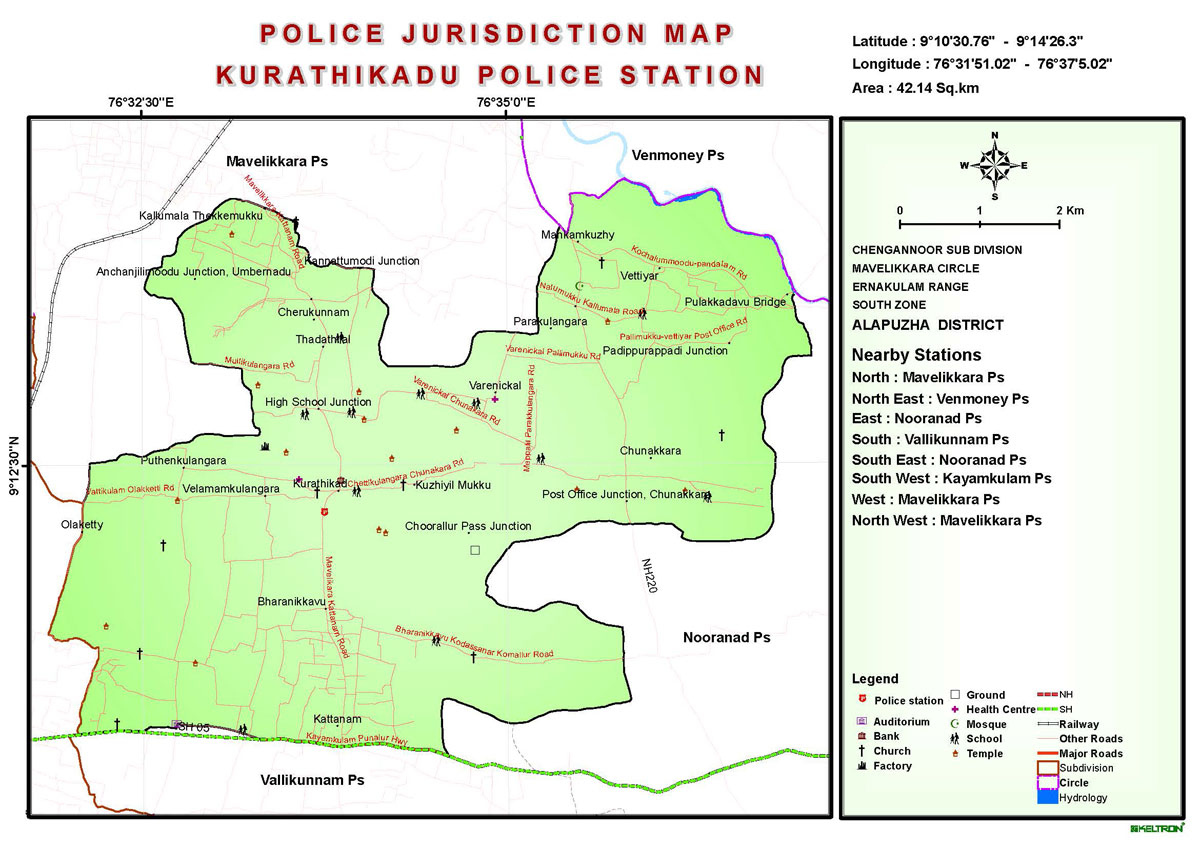 POLICE JURISDICTION MAP
KURATHIKADU POLICE STATION
Latitude : 9°10'30.76" - 9°14'26.3"
Longitude : 76°31'51.02" - 76°37'5.02"
Area : 42.14 Sq.km
76°32'30"E
76°35'0"E
9°12'30"N
Mavelikkara Ps
Venmoney Ps
Kallumala Thekkemukku
Mavelikkara Kattanam Road
Mankamkuzhy
Kannettumodi Junction
Anchanjilimoodu Junction, Umbernadu
Kochalummoodu-pandalam Rd
Vettiyar
Nalumukku Kallumala Road
Pulakkadavu Bridge
Cherukunnam
Parakulangara
Pallimukku-vettiyar Post Office Rd
Thadathilal
Varenickal Pallimukku Rd
Padippurappadi Junction
Mullikulangara Rd
Varenickal
Varenickal Chunakara Rd
High School Junction
Meppalli Parakkulangara Rd
Chunakkara
Puthenkulangara
Chettikulangara Chunakara Rd
Vattikulam Olakketti Rd
Velamamkulangara
Kurathikad
Kuzhiyil Mukku
Post Office Junction, Chunakkara
Olaketty
Choorallur Pass Junction
NH220
Mavelikara Kattanam Road
Bharanikkavu
Bharanikkavu Kodassanar Komallur Road
Nooranad Ps
Kattanam
SH 05
Kayamkulam Punalur Hwy
Vallikunnam Ps
N
W E
S
0 1 2 Km
CHENGANNOOR SUB DIVISION
MAVELIKKARA CIRCLE
ERNAKULAM RANGE
SOUTH ZONE
ALAPUZHA DISTRICT
Nearby Stations
North : Mavelikkara Ps
North East : Venmoney Ps
East : Nooranad Ps
South : Vallikunnam Ps
South East : Nooranad Ps
South West : Kayamkulam Ps
West : Mavelikkara Ps
North West : Mavelikkara Ps
Legend
Police station
Auditorium
Bank
Church
Factory
Ground
Health Centre
Mosque
School
Temple
NH
SH
Railway
Other Roads
Major Roads
Subdivision
Circle
Hydrology
KELTRON